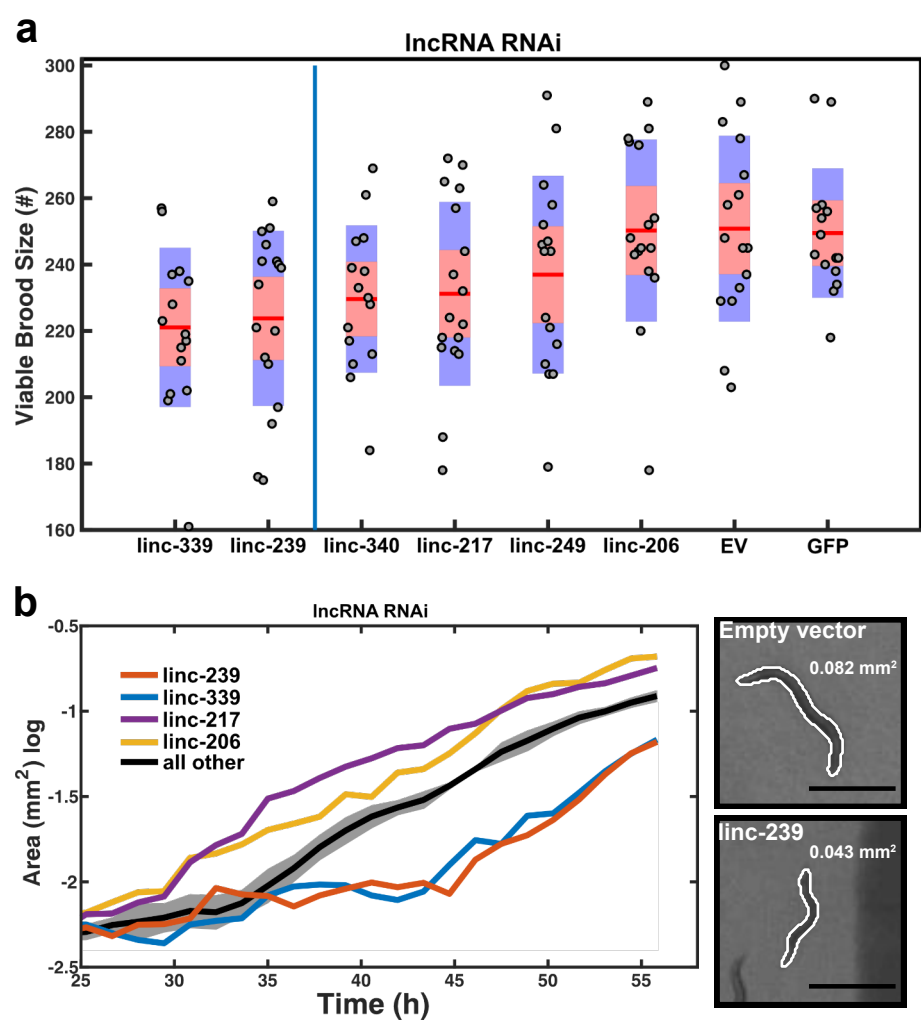 a
lncRNA RNAi
Viable Brood Size (#)
300
280
260
240
220
200
180
160
linc-339 linc-239 linc-340 linc-217 linc-249 linc-206 EV GFP
b
lncRNA RNAi
Area (mm²) log
-0.5
-1
-1.5
-2
-2.5
linc-239
linc-339
linc-217
linc-206
all other
25 30 35 40 45 50 55
Time (h)
Empty vector
0.082 mm²
linc-239
0.043 mm²